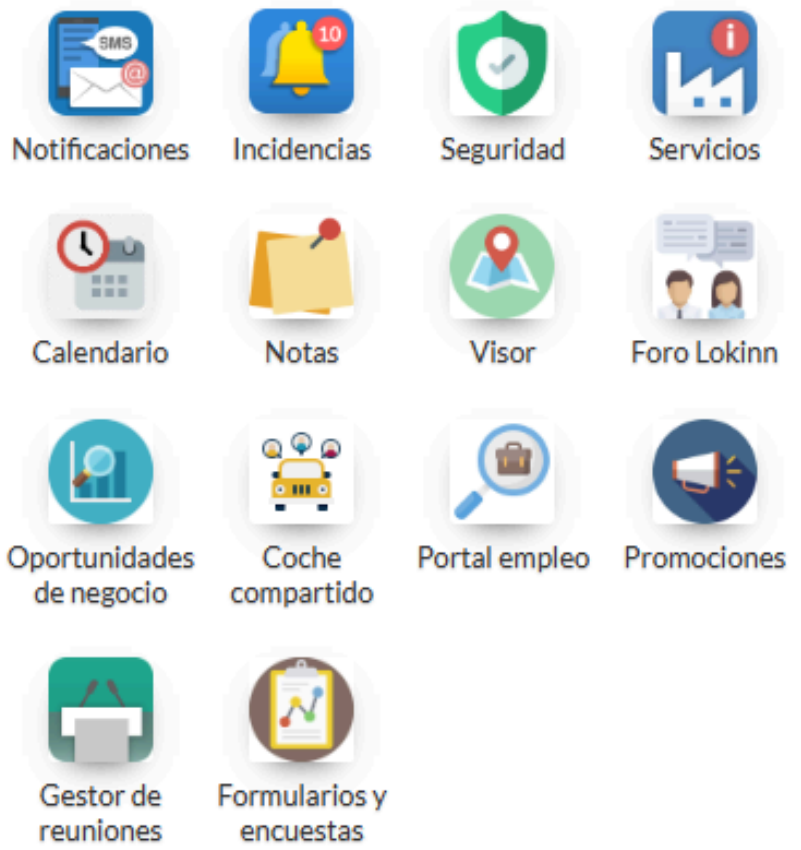 SMS
@
10
i
Notificaciones
Incidencias
Seguridad
Servicios
Calendario
Notas
Visor
Foro Lokinn
Oportunidades
de negocio
Coche
compartido
Portal empleo
Promociones
Gestor de
reuniones
Formularios y
encuestas